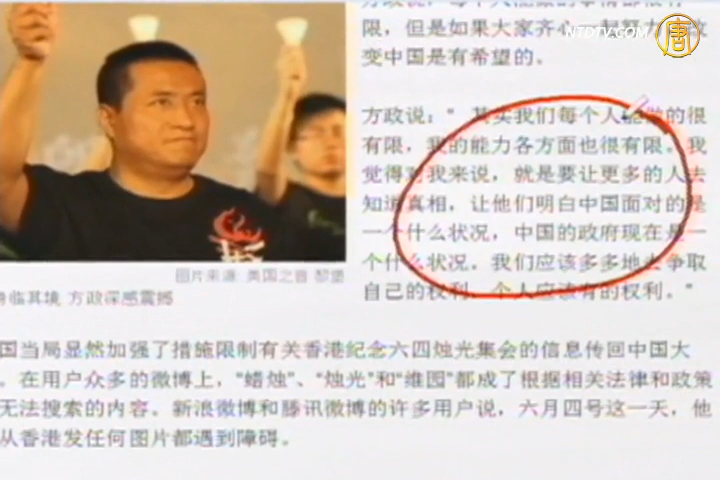 NTDTV.COM
唐
限，但是如果大家齐心一起努力
改
变中国是有希望的。
方政说：“ 其实我们每个人能做的很
有限，我的能力各方面也很有限。我
觉得对我来说，就是要让更多的人去
知道真相，让他们明白中国面对的是
一个什么状况，中国的政府现在是一
个什么状况。我们应该多多地去争取
自己的权利，个人应该有的权利。”
图片来源: 美国之音 黎堡
身临其境 方政深感震撼
国当局显然加强了措施限制有关香港纪念六四烛光集会的信息传回中国大
。在用户众多的微博上，“蜡烛”、“烛光”和“维园”都成了根据相关法律和政策
无法搜索的内容。新浪微博和腾讯微博的许多用户说，六月四号这一天，他
从香港发任何图片都遇到障碍。